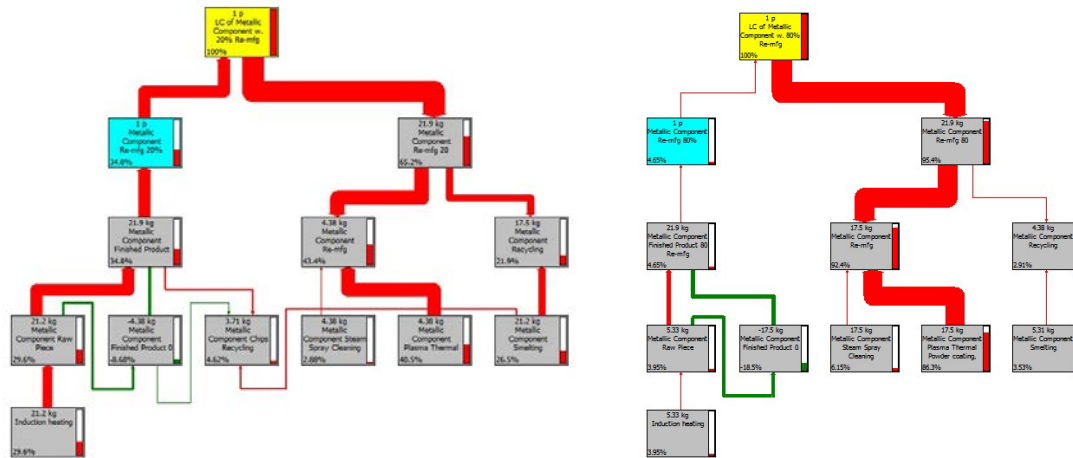 1 p
LC of Metallic
Component w.
20% Re-mfg
100%
1 p
Metallic
Component
Re-mfg 20%
34.8%
21.9 kg
Metallic
Component
Re-mfg 20
65.2%
21.9 kg
Metallic
Component
Finished Product
34.8%
4.38 kg
Metallic
Component
Re-mfg
43.4%
17.5 kg
Metallic
Component
Recycling
21.9%
21.2 kg
Metallic
Component Raw
Piece
29.6%
-4.38 kg
Metallic
Component
Finished Product 0
-8.68%
3.71 kg
Metallic
Component Chips
Recycling
4.62%
4.38 kg
Metallic
Component Steam
Spray Cleaning
2.88%
4.38 kg
Metallic
Component
Plasma Thermal
40.5%
21.2 kg
Metallic
Component
Smelting
26.5%
21.2 kg
Induction heating
29.6%
1 p
LC of Metallic
Component w. 80%
Re-mfg
100%
1 p
Metallic Component
Re-mfg 80%
4.65%
21.9 kg
Metallic Component
Re-mfg 80
95.4%
21.9 kg
Metallic Component
Finished Product 80
Re-mfg
4.65%
17.5 kg
Metallic Component
Re-mfg
92.4%
4.38 kg
Metallic Component
Recycling
2.91%
5.33 kg
Metallic Component
Raw Piece
3.95%
-17.5 kg
Metallic Component
Finished Product 0
-18.5%
17.5 kg
Metallic Component
Steam Spray
Cleaning
6.15%
17.5 kg
Metallic Component
Plasma Thermal
Powder coating,
86.3%
5.31 kg
Metallic Component
Smelting
3.53%
5.33 kg
Induction heating
3.95%